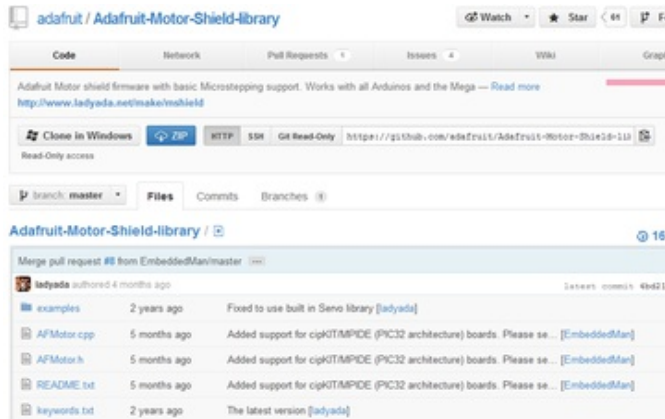 adafruit / Adafruit-Motor-Shield-library
Watch Star 61
Code Network Pull Requests 1 Issues 4 Wiki Grap
Adafruit Motor shield firmware with basic Microstepping support. Works with all Arduinos and the Mega — Read more
http://www.ladyada.net/make/mshield
Clone in Windows ZIP HTTP SSH Git Read-Only https://github.com/adafruit/Adafruit-Motor-Shield-lib
Read-Only access
branch: master Files Commits Branches 1
Adafruit-Motor-Shield-library /
16
Merge pull request #8 from EmbeddedMan/master
ladyada authored 4 months ago latest commit 6bd21
examples 2 years ago Fixed to use built in Servo library [ladyada]
AFMotor.cpp 5 months ago Added support for cipKIT/MPIDE (PIC32 architecture) boards. Please se... [EmbeddedMan]
AFMotor.h 5 months ago Added support for cipKIT/MPIDE (PIC32 architecture) boards. Please se... [EmbeddedMan]
README.txt 5 months ago Added support for cipKIT/MPIDE (PIC32 architecture) boards. Please se... [EmbeddedMan]
keywords.txt 2 years ago The latest version [ladyada]